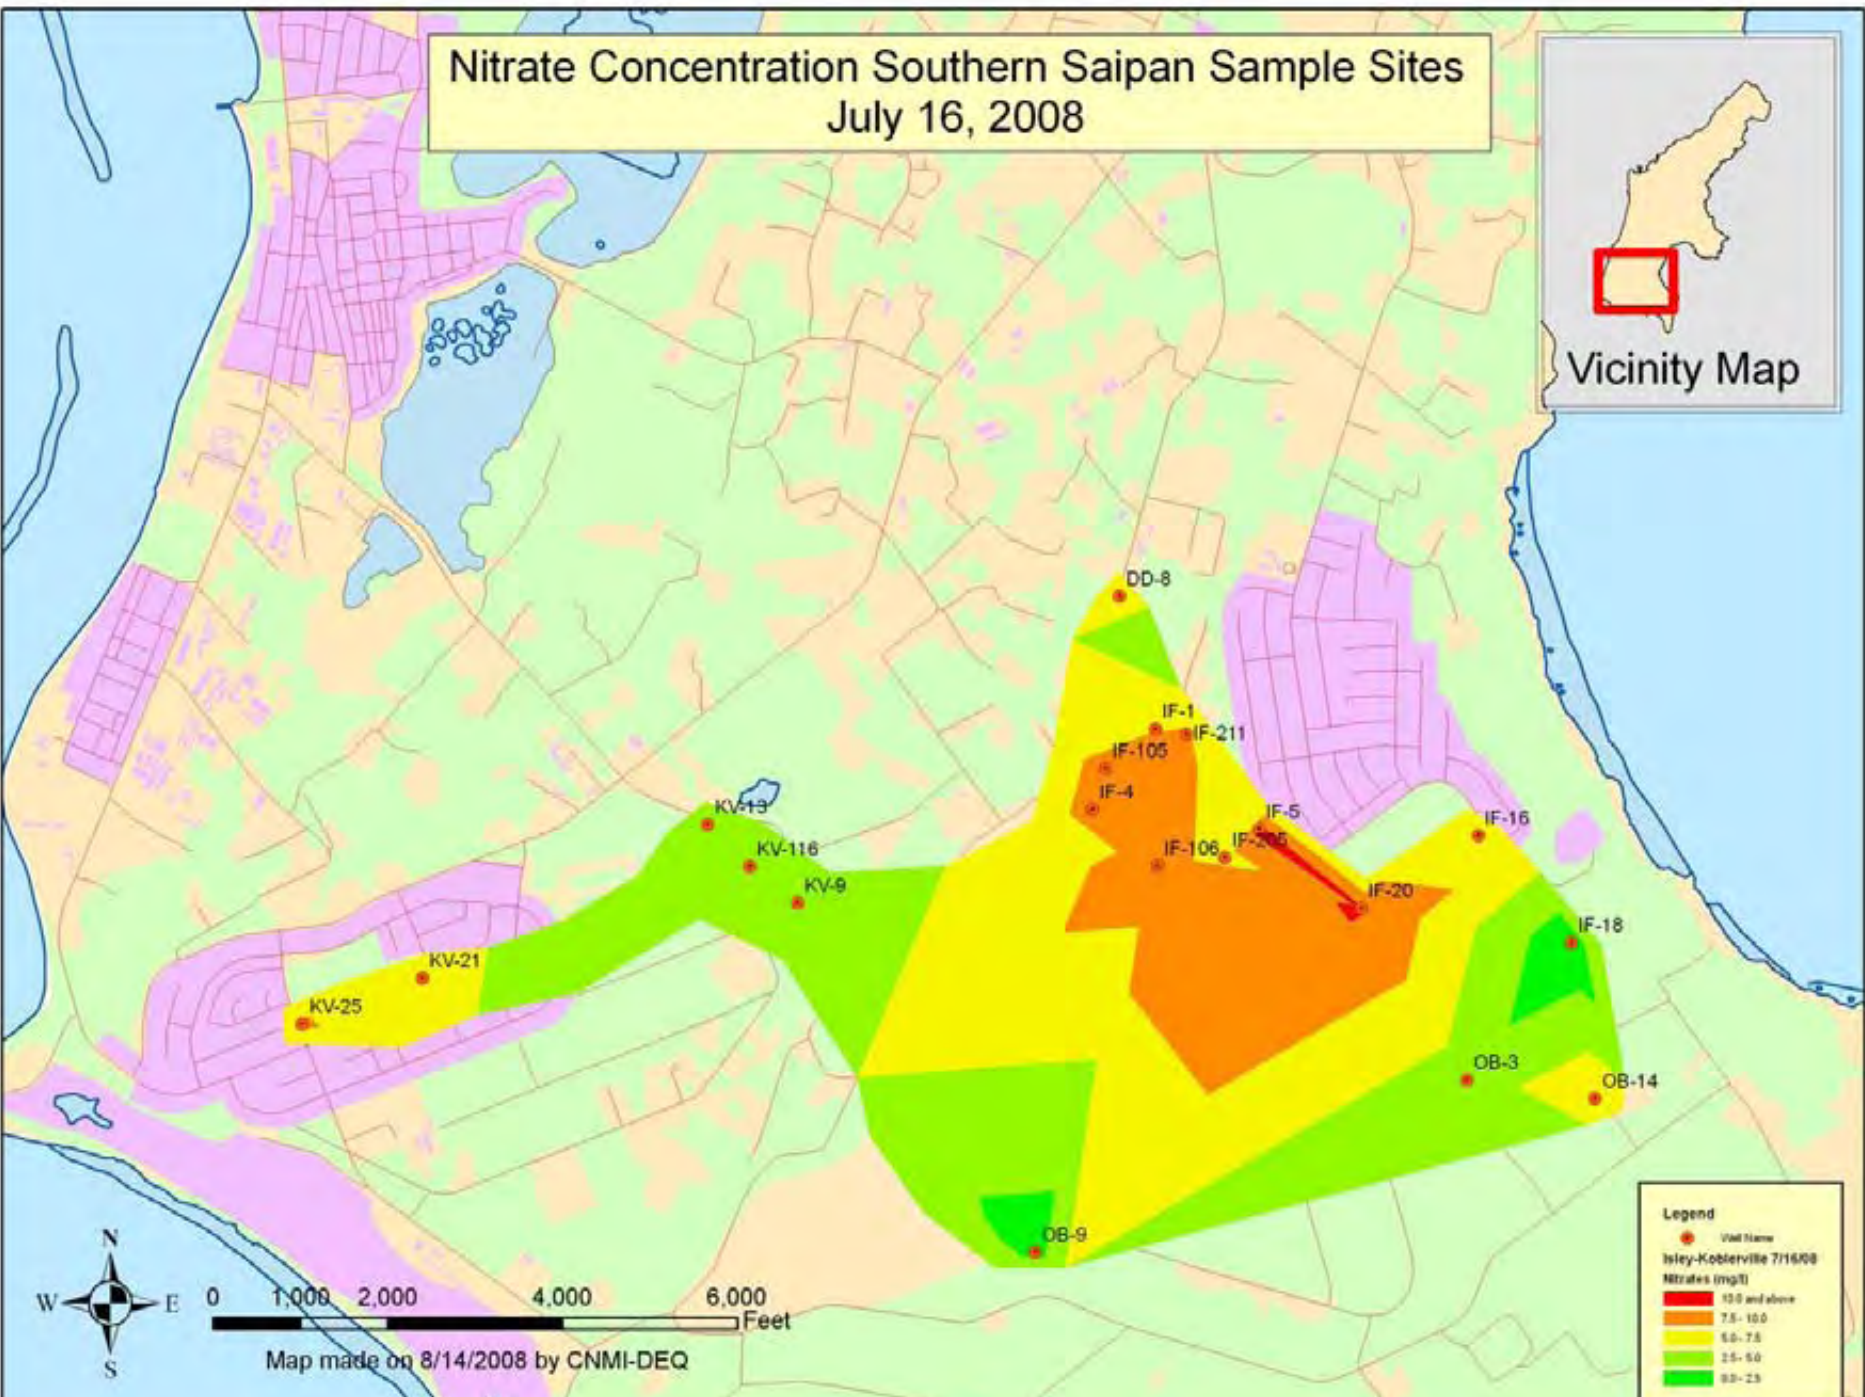 Nitrate Concentration Southern Saipan Sample Sites
July 16, 2008
Vicinity Map
DD-8
IF-1
IF-211
IF-105
IF-4
IF-5
IF-16
KV-13
KV-116
IF-106
IF-205
KV-9
IF-20
IF-18
KV-21
KV-25
OB-3
OB-14
OB-9
N
W E
S
0 1,000 2,000 4,000 6,000
Feet
Map made on 8/14/2008 by CNMI-DEQ
Legend
Well Name
Isley-Koblerville 7/16/08
Nitrates (mg/l)
10.0 and above
7.5 - 10.0
5.0 - 7.5
2.5 - 5.0
0.0 - 2.5